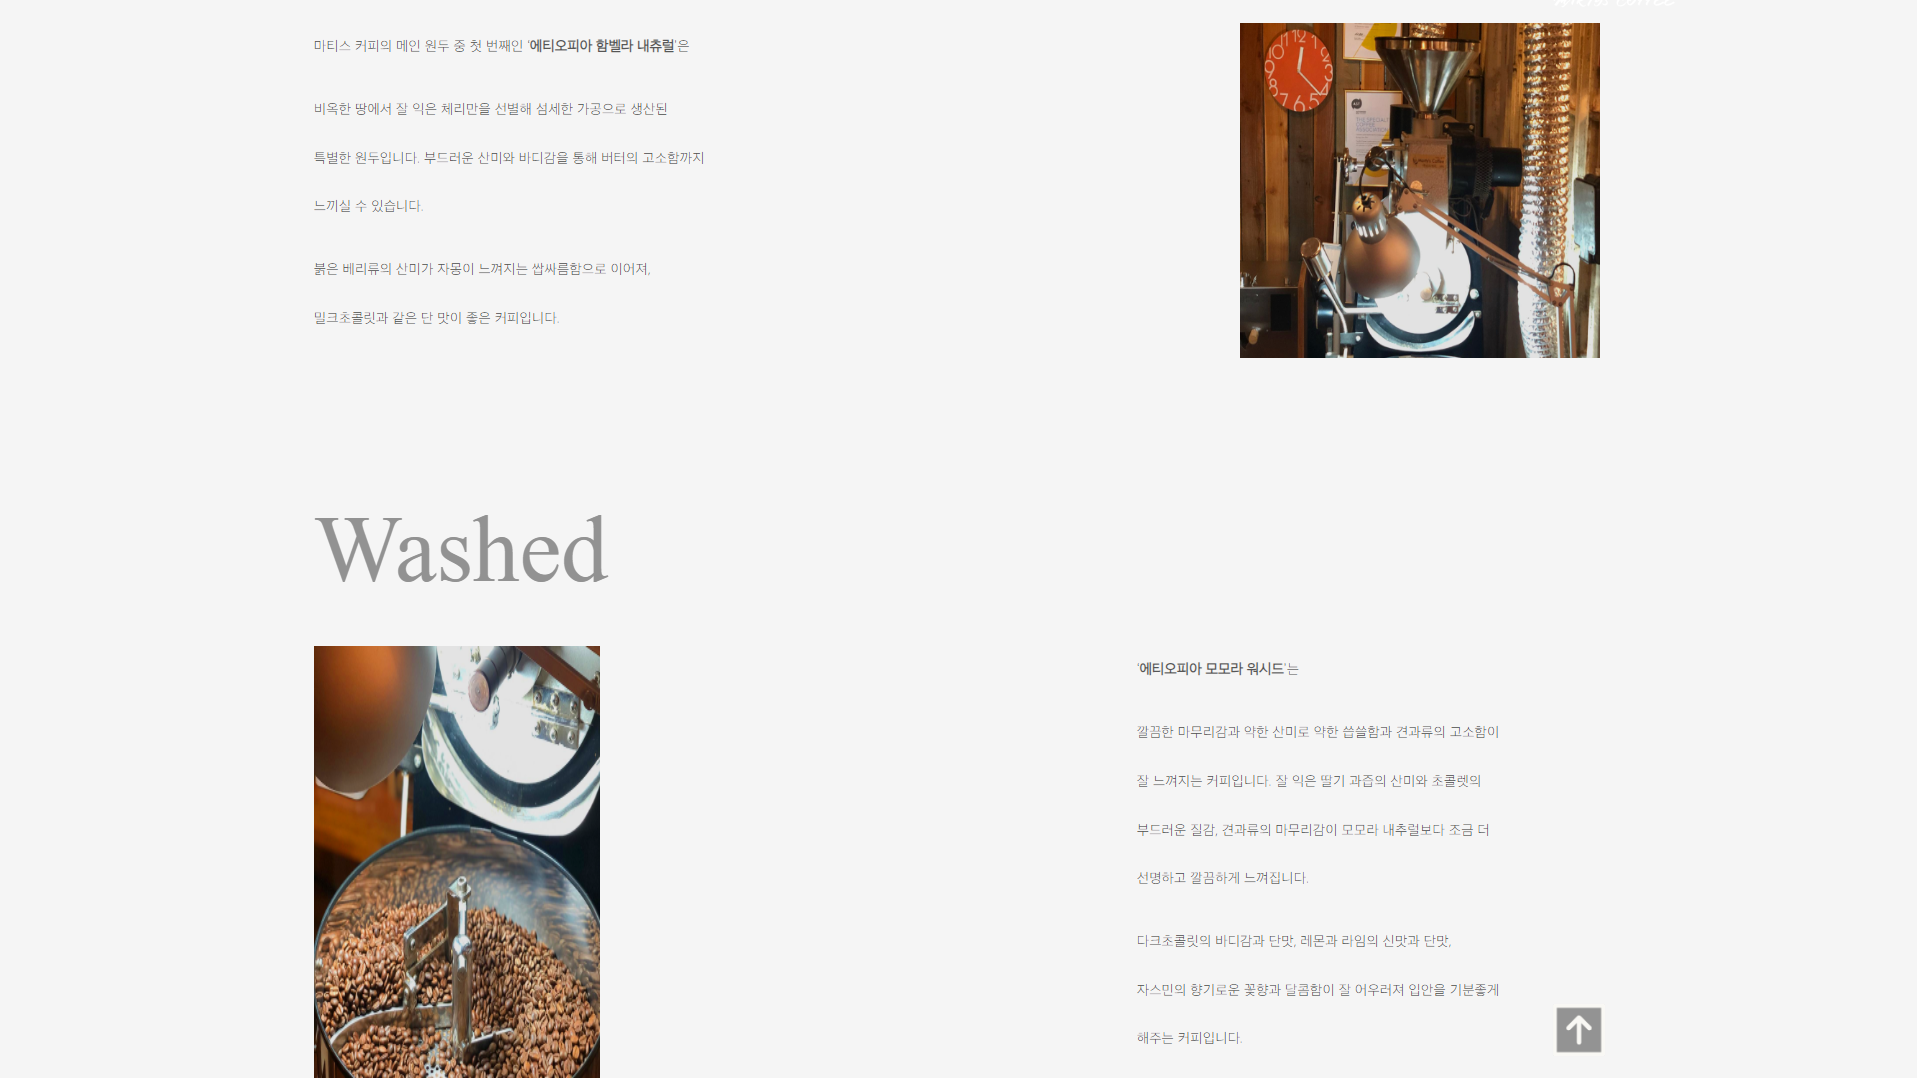 마티스 커피의 메인 원두 중 첫 번째인 '에티오피아 함벨라 내츄럴'은
비옥한 땅에서 잘 익은 체리만을 선별해 섬세한 가공으로 생산된
특별한 원두입니다. 부드러운 산미와 바디감을 통해 버터의 고소함까지
느끼실 수 있습니다.
붉은 베리류의 산미가 자몽이 느껴지는 쌉싸름함으로 이어져,
밀크초콜릿과 같은 단 맛이 좋은 커피입니다.
Washed
'에티오피아 모모라 워시드'는
깔끔한 마무리감과 약한 산미로 약한 씁쓸함과 견과류의 고소함이
잘 느껴지는 커피입니다. 잘 익은 딸기 과즙의 산미와 초콜렛의
부드러운 질감, 견과류의 마무리감이 모모라 내추럴보다 조금 더
선명하고 깔끔하게 느껴집니다.
다크초콜릿의 바디감과 단맛, 레몬과 라임의 신맛과 단맛,
자스민의 향기로운 꽃향과 달콤함이 잘 어우러져 입안을 기분좋게
해주는 커피입니다.